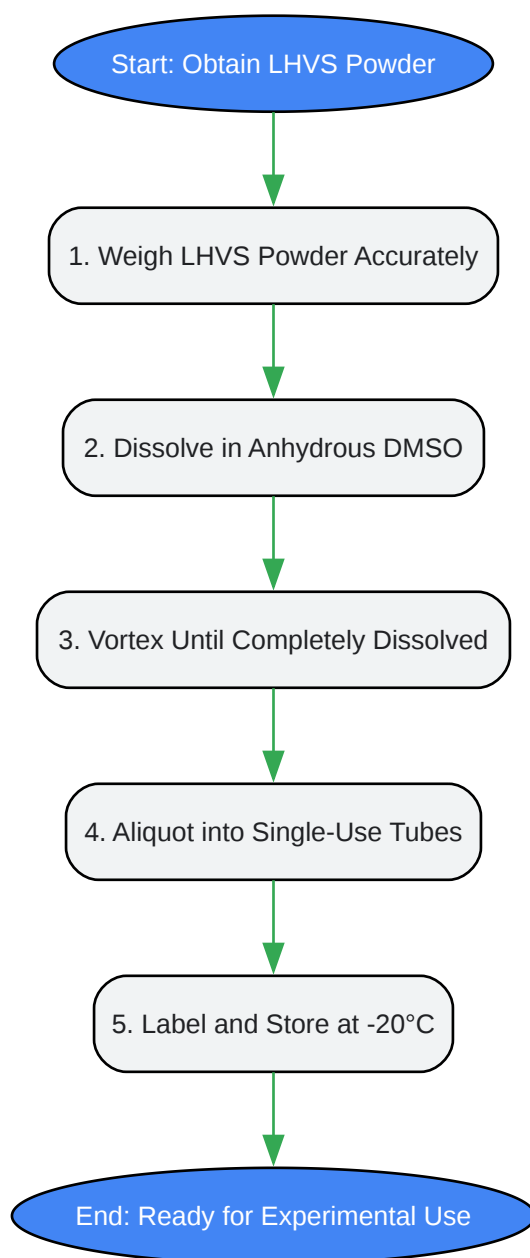 Start: Obtain LHVS Powder
1. Weigh LHVS Powder Accurately
2. Dissolve in Anhydrous DMSO
3. Vortex Until Completely Dissolved
4. Aliquot into Single-Use Tubes
5. Label and Store at -20°C
End: Ready for Experimental Use